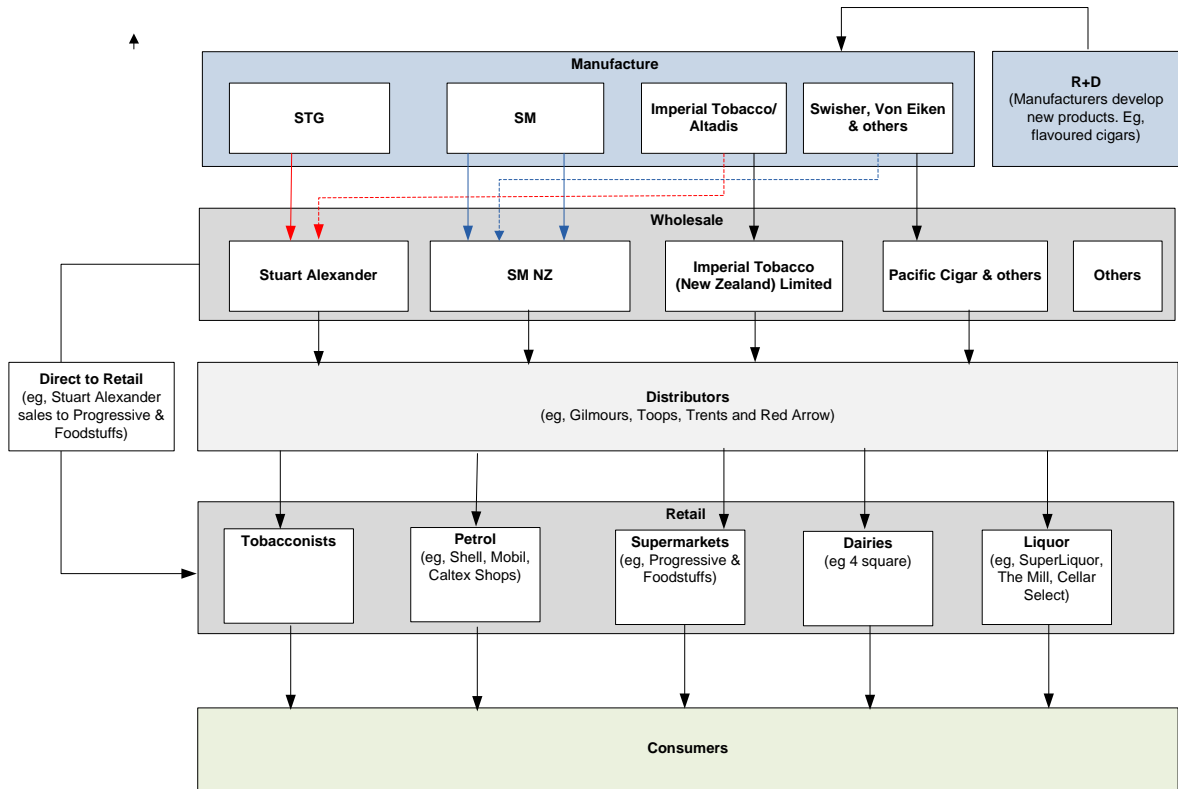 Manufacture
STG
SM
Imperial Tobacco/
Altadis
Swisher, Von Eiken
& others
R+D
(Manufacturers develop
new products. Eg,
flavoured cigars)
Wholesale
Stuart Alexander
SM NZ
Imperial Tobacco
(New Zealand) Limited
Pacific Cigar & others
Others
Direct to Retail
(eg, Stuart Alexander
sales to Progressive &
Foodstuffs)
Distributors
(eg, Gilmours, Toops, Trents and Red Arrow)
Retail
Tobacconists
Petrol
(eg, Shell, Mobil,
Caltex Shops)
Supermarkets
(eg, Progressive &
Foodstuffs)
Dairies
(eg 4 square)
Liquor
(eg, SuperLiquor,
The Mill, Cellar
Select)
Consumers